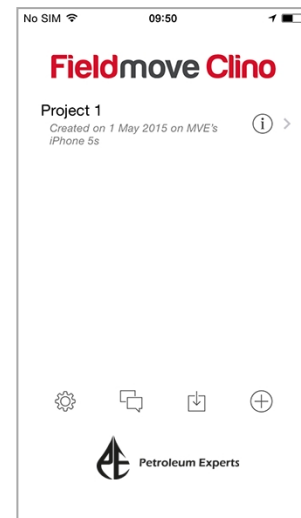 No SIM 09:50
Fieldmove Clino
Project 1
Created on 1 May 2015 on MVE's
iPhone 5s
Petroleum Experts